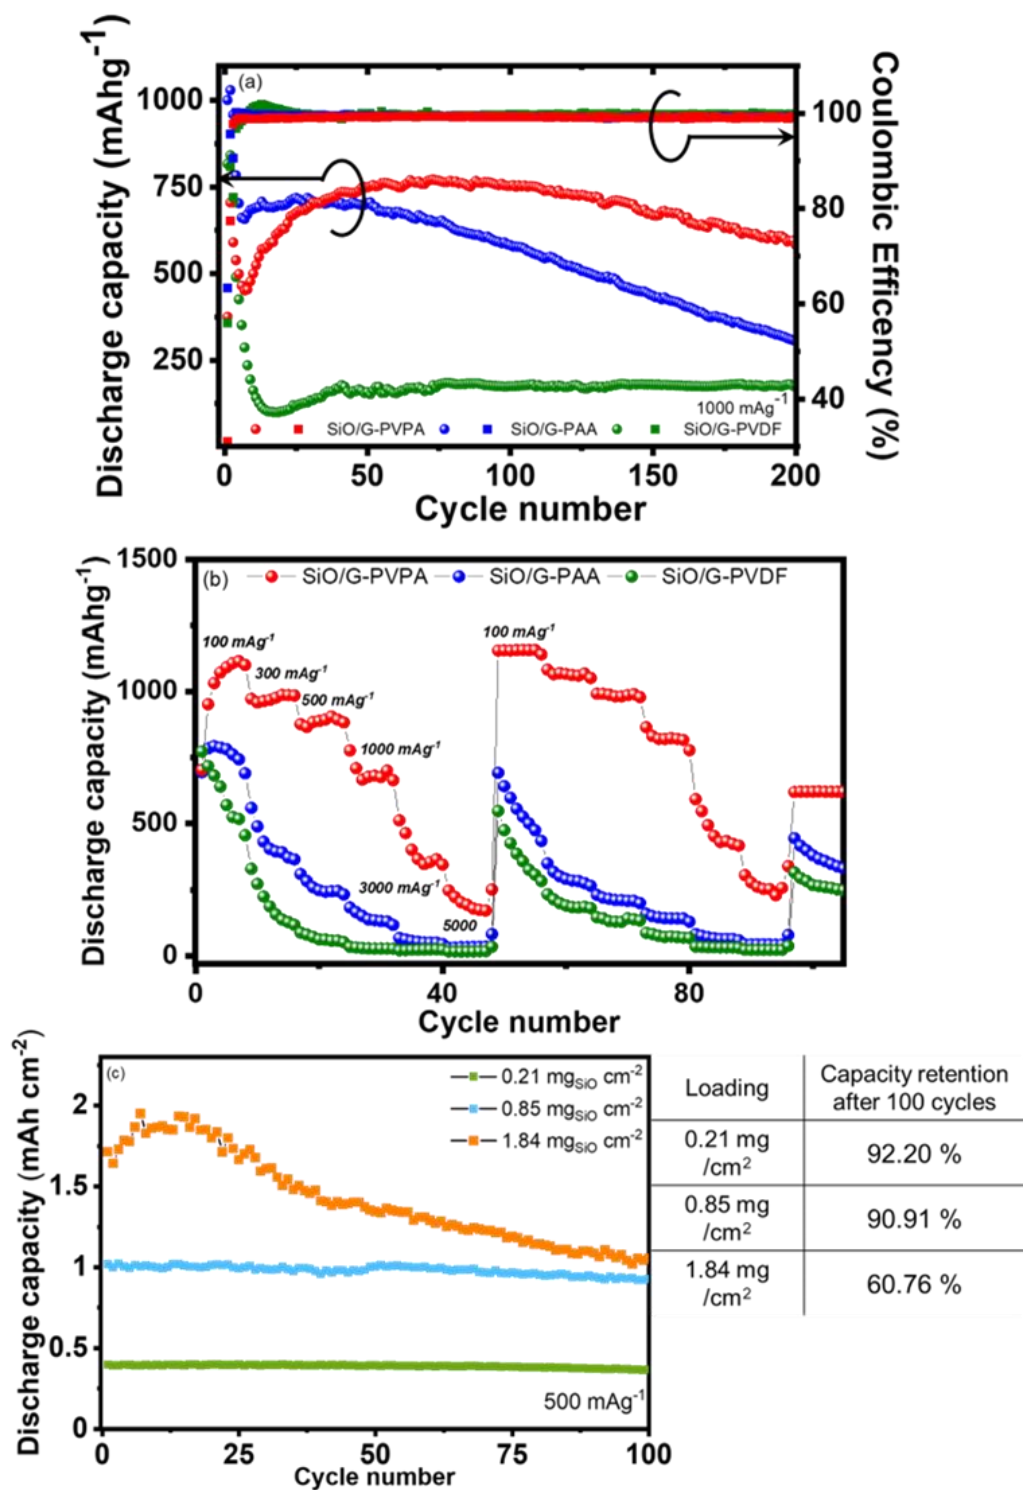 Discharge capacity (mAhg⁻¹)
1000
750
500
250
(a)
100
80
60
40
Coulombic Efficency (%)
1000 mAg⁻¹
SiO/G-PVPA SiO/G-PAA SiO/G-PVDF
0 50 100 150 200
Cycle number
Discharge capacity (mAhg⁻¹)
1500
1000
500
0
(b) SiO/G-PVPA SiO/G-PAA SiO/G-PVDF
100 mAg⁻¹
300 mAg⁻¹
500 mAg⁻¹
1000 mAg⁻¹
3000 mAg⁻¹
5000
100 mAg⁻¹
0 40 80
Cycle number
Discharge capacity (mAh cm⁻²)
2
1.5
1
0.5
0
(c)
0.21 mgSiO cm⁻²
0.85 mgSiO cm⁻²
1.84 mgSiO cm⁻²
500 mAg⁻¹
0 25 50 75 100
Cycle number
Loading
Capacity retention
after 100 cycles
0.21 mg
/cm²
92.20 %
0.85 mg
/cm²
90.91 %
1.84 mg
/cm²
60.76 %